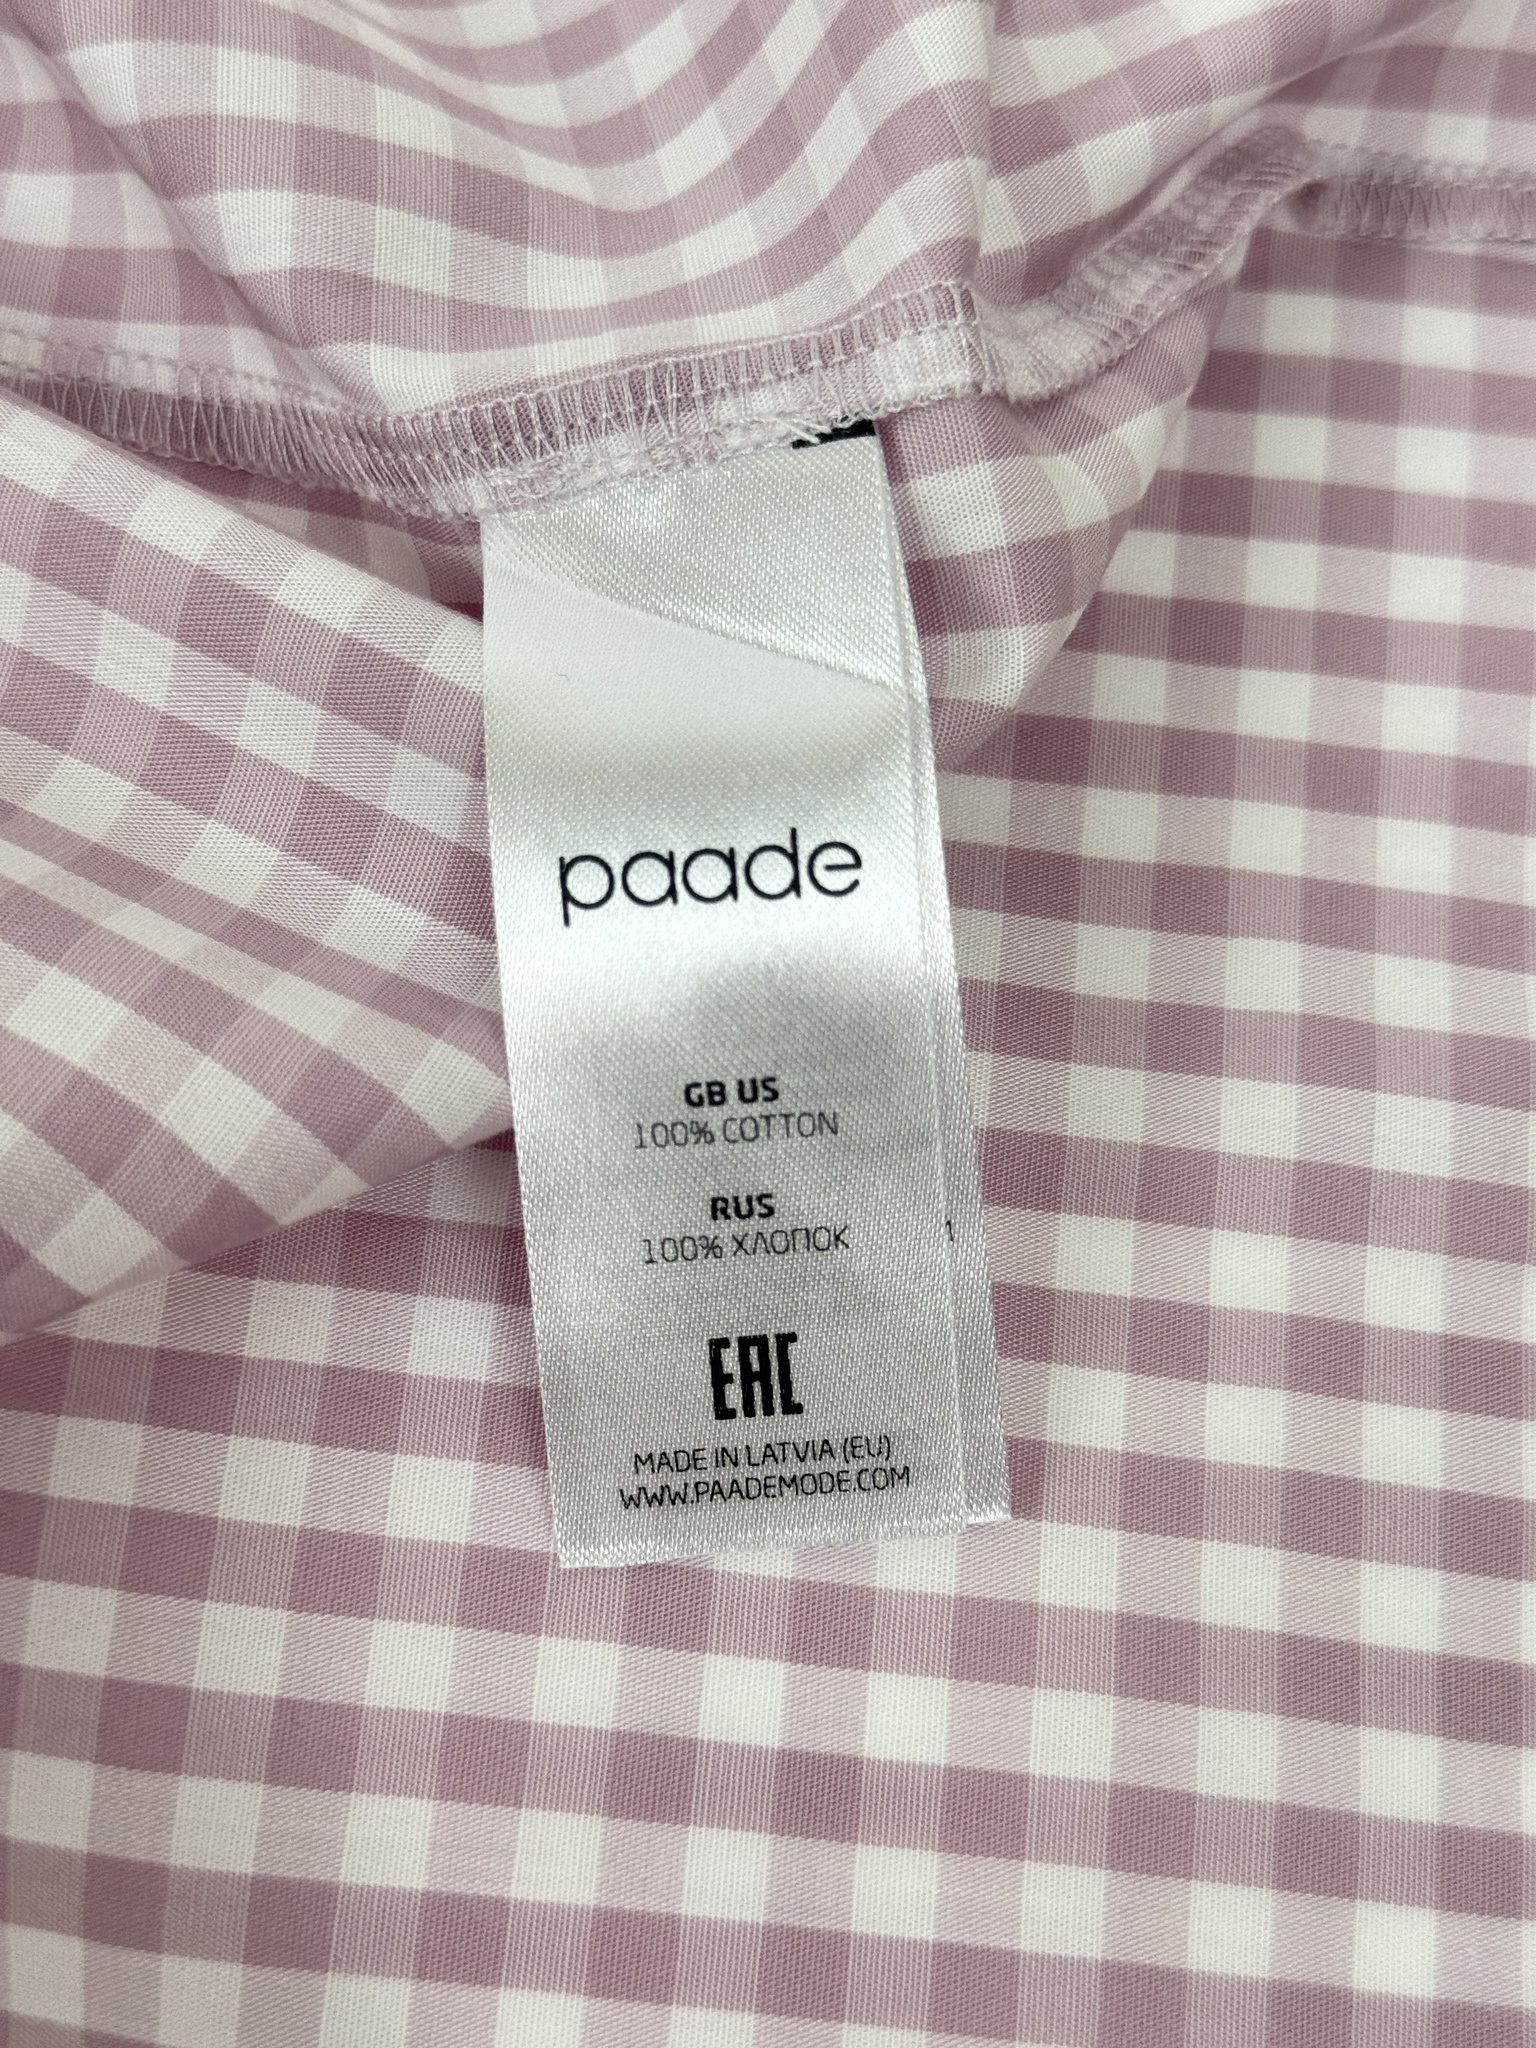 paade
GB US
100% COTTON
RUS
100% ХЛОПОК
EAC
MADE IN LATVIA (EU)
WWW.PAADEMODE.COM